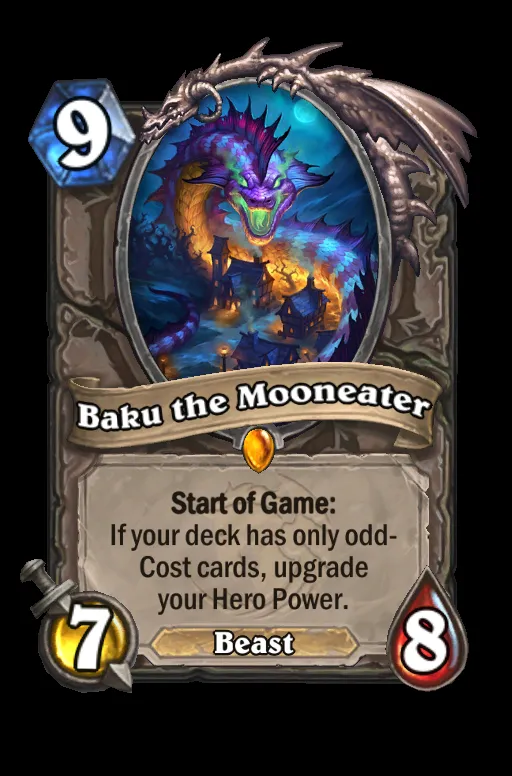 9
Baku the Mooneater
Start of Game:
If your deck has only odd-
Cost cards, upgrade
your Hero Power.
7
Beast
8